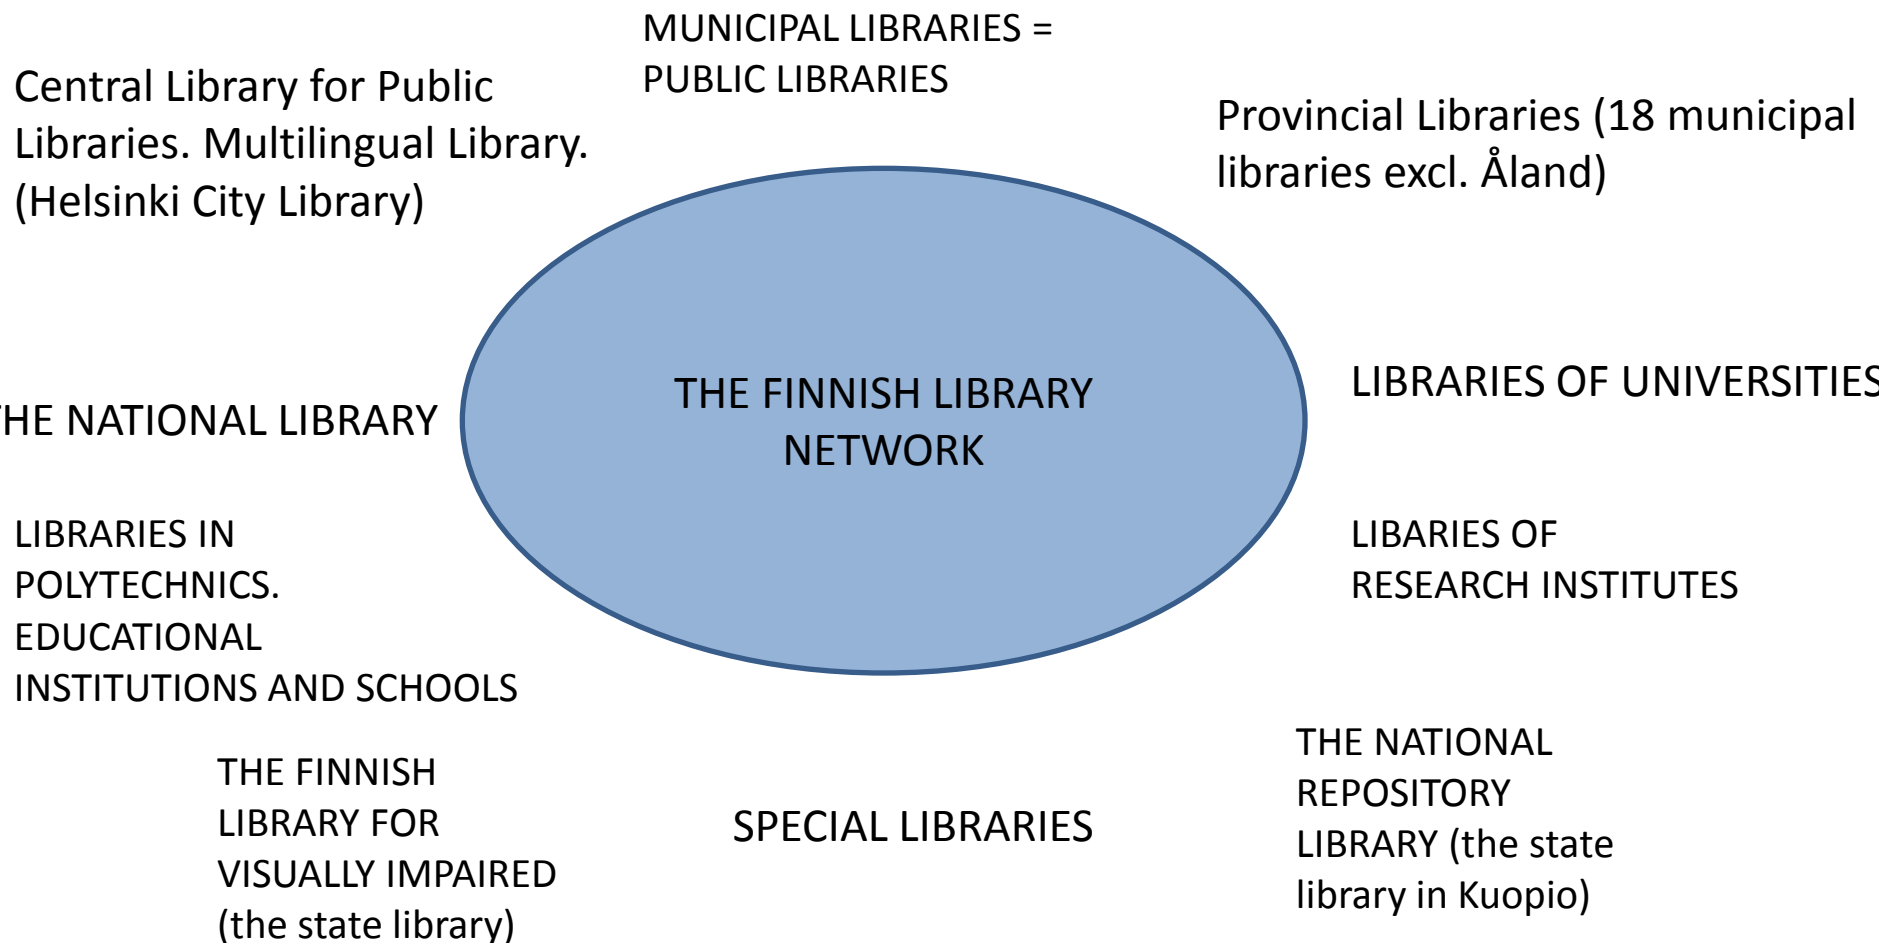 MUNICIPAL LIBRARIES =
PUBLIC LIBRARIES
Central Library for Public
Libraries. Multilingual Library.
(Helsinki City Library)
Provincial Libraries (18 municipal
libraries excl. Åland)
THE FINNISH LIBRARY
NETWORK
THE NATIONAL LIBRARY
LIBRARIES OF UNIVERSITIES
LIBRARIES IN
POLYTECHNICS.
EDUCATIONAL
INSTITUTIONS AND SCHOOLS
LIBARIES OF
RESEARCH INSTITUTES
THE FINNISH
LIBRARY FOR
VISUALLY IMPAIRED
(the state library)
SPECIAL LIBRARIES
THE NATIONAL
REPOSITORY
LIBRARY (the state
library in Kuopio)